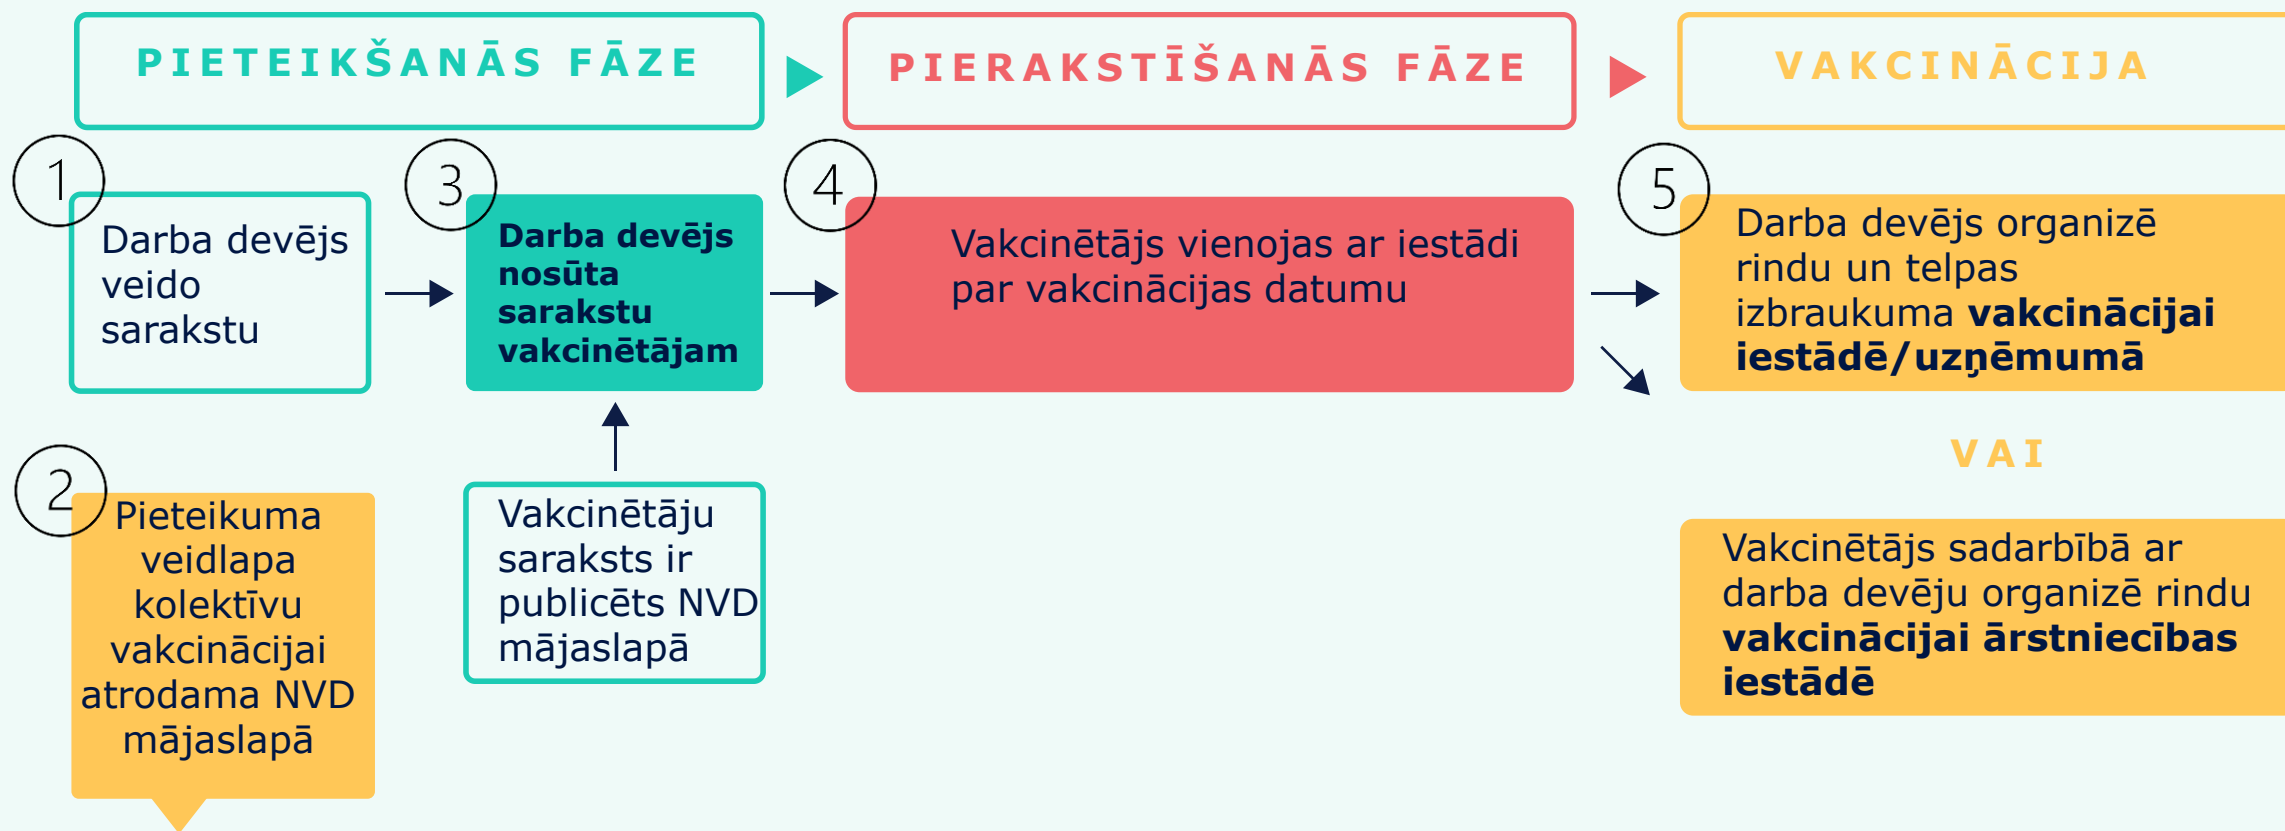 PIETEIKŠANĀS FĀZE
PIERAKSTĪŠANĀS FĀZE
VAKCINĀCIJA
1
Darba devējs
veido
sarakstu
2
Pieteikuma
veidlapa
kolektīvu
vakcinācijai
atrodama NVD
mājaslapā
3
Darba devējs
nosūta
sarakstu
vakcinētājam
Vakcinētāju
saraksts ir
publicēts NVD
mājaslapā
4
Vakcinētājs vienojas ar iestādi
par vakcinācijas datumu
5
Darba devējs organizē
rindu un telpas
izbraukuma vakcinācijai
iestādē/uzņēmumā
VAI
Vakcinētājs sadarbībā ar
darba devēju organizē rindu
vakcinācijai ārstniecības
iestādē